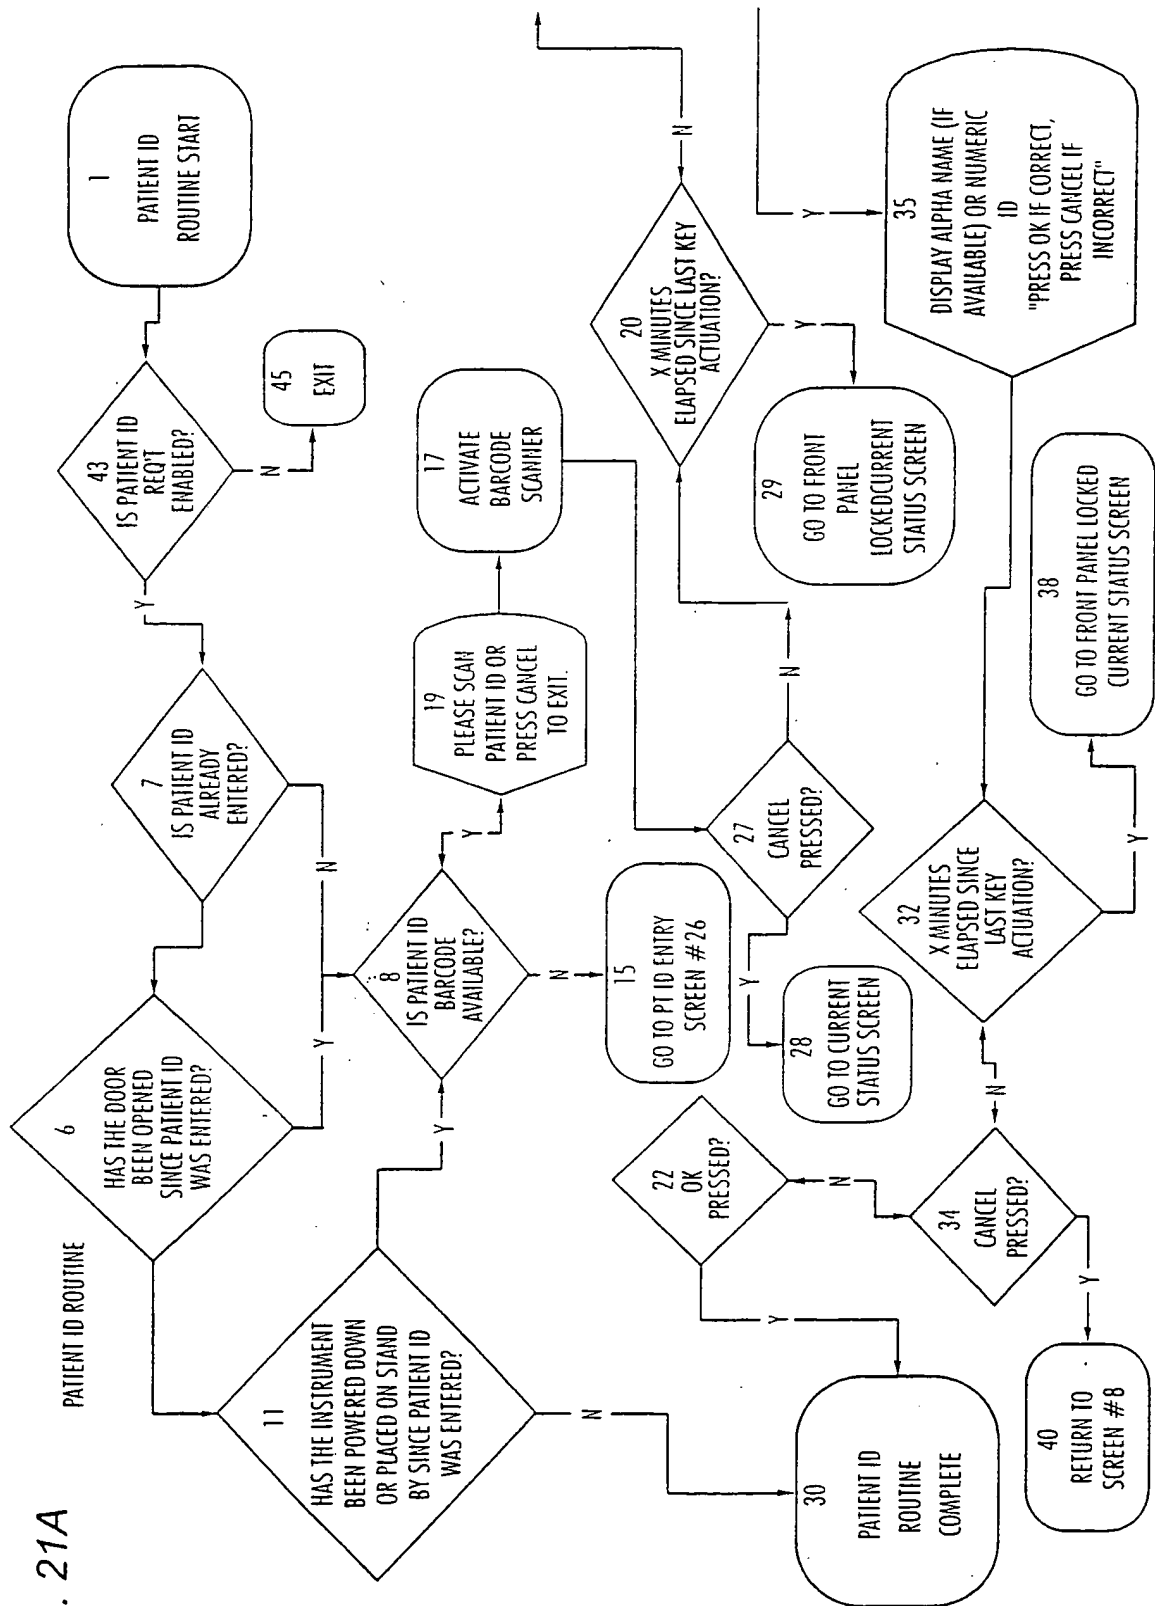 . 21A
PATIENT ID ROUTINE
1
PATIENT ID
ROUTINE START
43
IS PATIENT ID
REQ'T
ENABLED?
N
45
EXIT
Y
7
IS PATIENT ID
ALREADY
ENTERED?
N
6
HAS THE DOOR
BEEN OPENED
SINCE PATIENT ID
WAS ENTERED?
Y
11
HAS THE INSTRUMENT
BEEN POWERED DOWN
OR PLACED ON STAND
BY SINCE PATIENT ID
WAS ENTERED?
Y
N
8
IS PATIENT ID
BARCODE
AVAILABLE?
Y
N
19
PLEASE SCAN
PATIENT ID OR
PRESS CANCEL
TO EXIT.
17
ACTIVATE
BARCODE
SCANNER
15
GO TO PT ID ENTRY
SCREEN #26
27
CANCEL
PRESSED?
Y
N
28
GO TO CURRENT
STATUS SCREEN
20
X MINUTES
ELAPSED SINCE LAST KEY
ACTUATION?
N
Y
29
GO TO FRONT
PANEL
LOCKEDCURRENT
STATUS SCREEN
Y
35
DISPLAY ALPHA NAME (IF
AVAILABLE) OR NUMERIC
ID
"PRESS OK IF CORRECT,
PRESS CANCEL IF
INCORRECT"
32
X MINUTES
ELAPSED SINCE
LAST KEY
ACTUATION?
Y
N
38
GO TO FRONT PANEL LOCKED
CURRENT STATUS SCREEN
34
CANCEL
PRESSED?
N
Y
22
OK
PRESSED?
Y
30
PATIENT ID
ROUTINE
COMPLETE
40
RETURN TO
SCREEN #8